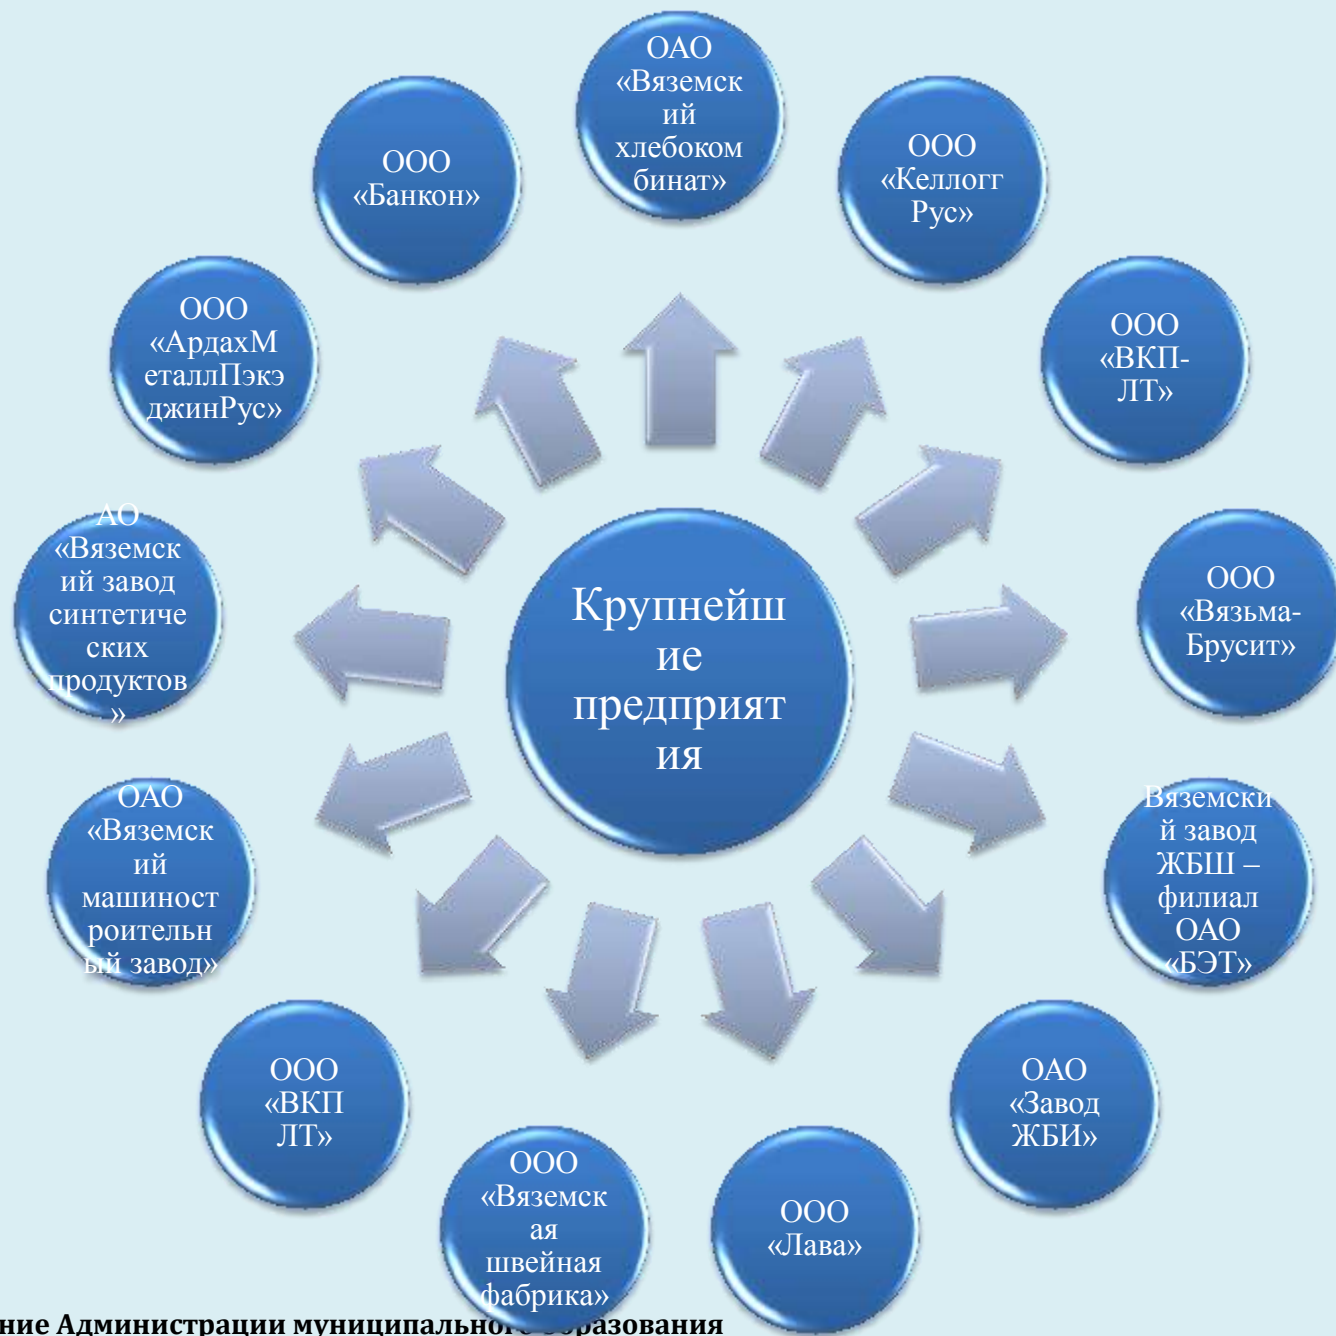 Крупнейш
ие
предприят
ия
ОАО
«Вяземск
ий
хлебоком
бинат»
ООО
«Келлогг
Рус»
ООО
«ВКП-
ЛТ»
ООО
«Вязьма-
Брусит»
Вяземски
й завод
ЖБШ –
филиал
ОАО
«БЭТ»
ОАО
«Завод
ЖБИ»
ООО
«Лава»
ООО
«Вяземск
ая
швейная
фабрика»
ООО
«ВКП
ЛТ»
ОАО
«Вяземск
ий
машиност
роительн
ый завод»
АО
«Вяземск
ий завод
синтетиче
ских
продуктов
»
ООО
«АрдахМ
еталлПэкэ
джинРус»
ООО
«Банкон»
ние Администрации муниципального образования